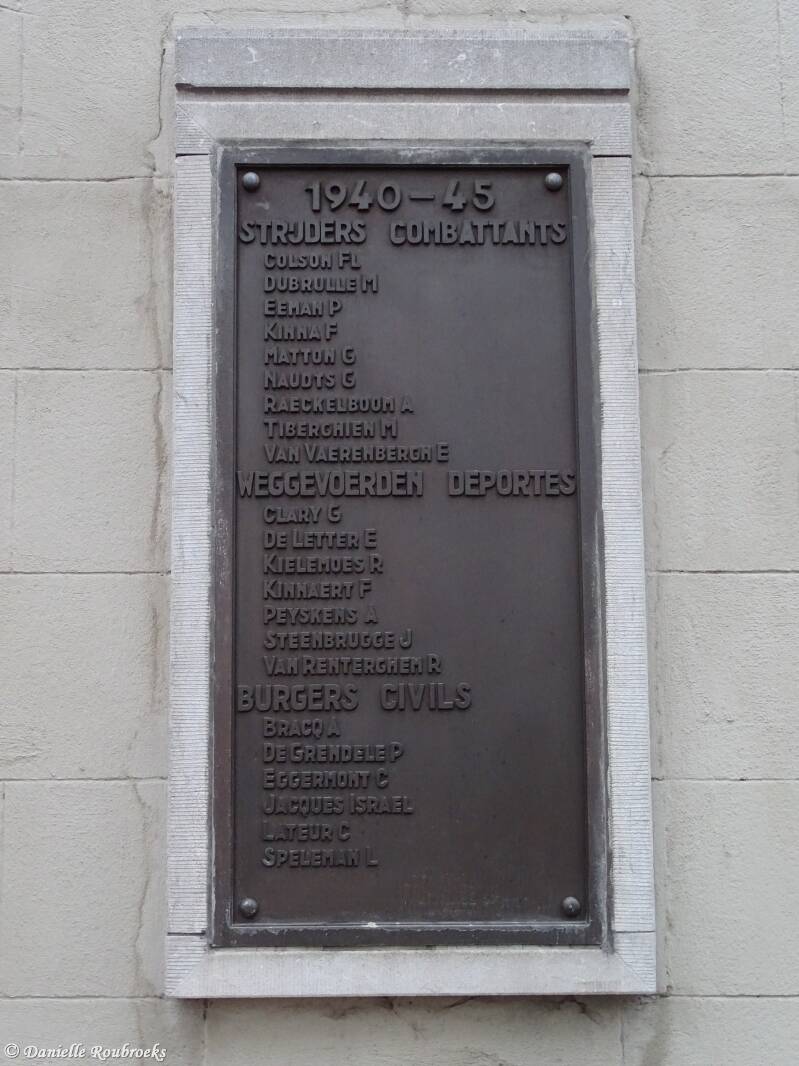 1940-45
STRIJDERS COMBATTANTS
COLSON FL
DUBRULLE M
EEMAN P
KINNA F
MATTON G
NAUDTS G
RAECKELBOOM A
TIBERGHIEN M
VAN VAERENBERGH E
WEGGEVOERDEN DEPORTES
CLARY G
DE LETTER E
KIELEMOES R
KINNAERT F
PEYSKENS A
STEENBRUGGE J
VAN RENTERGHEM R
BURGERS CIVILS
BRACQ A
DE GRENDELE P
EGGERMONT C
JACQUES ISRAEL
LATEUR C
SPELEMAN L
© Danielle Roubroeks